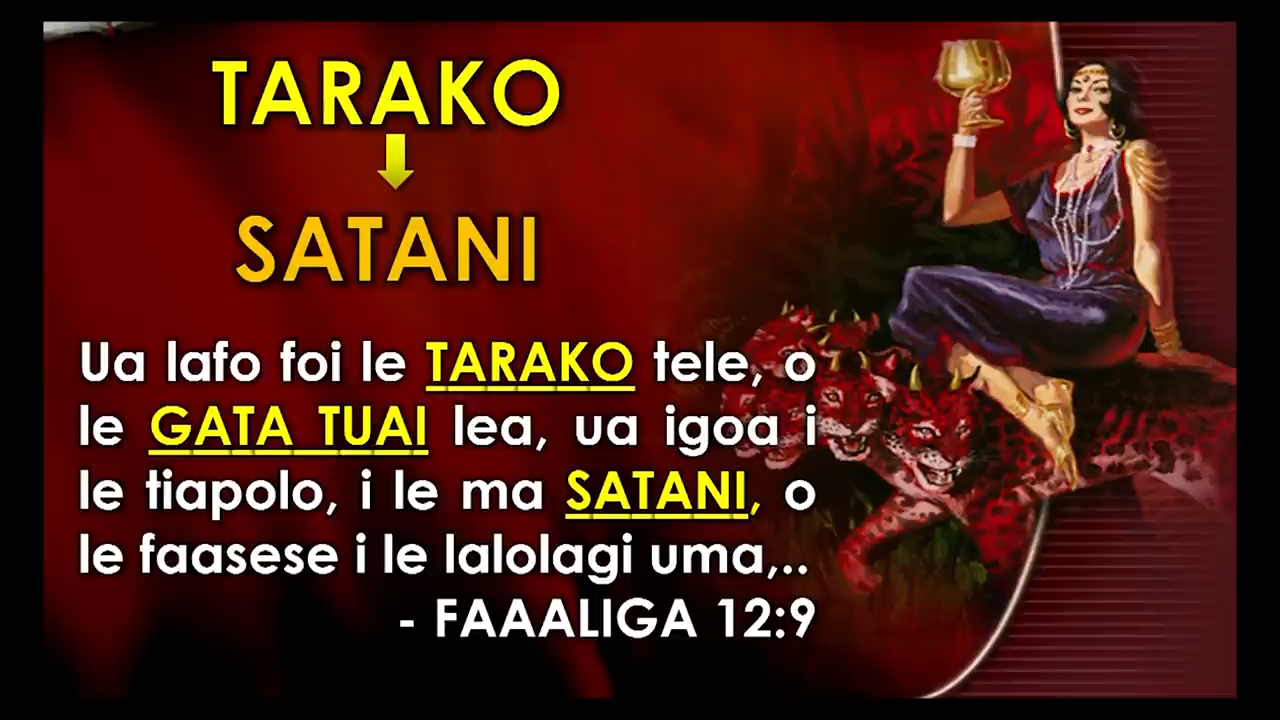 TARAKO
SATANI
Ua lafo foi le TARAKO tele, o
le GATA TUAI lea, ua igoa i
le tiapolo, i le ma SATANI, o
le faasese i le lalolagi uma,..
- FAAALIGA 12:9